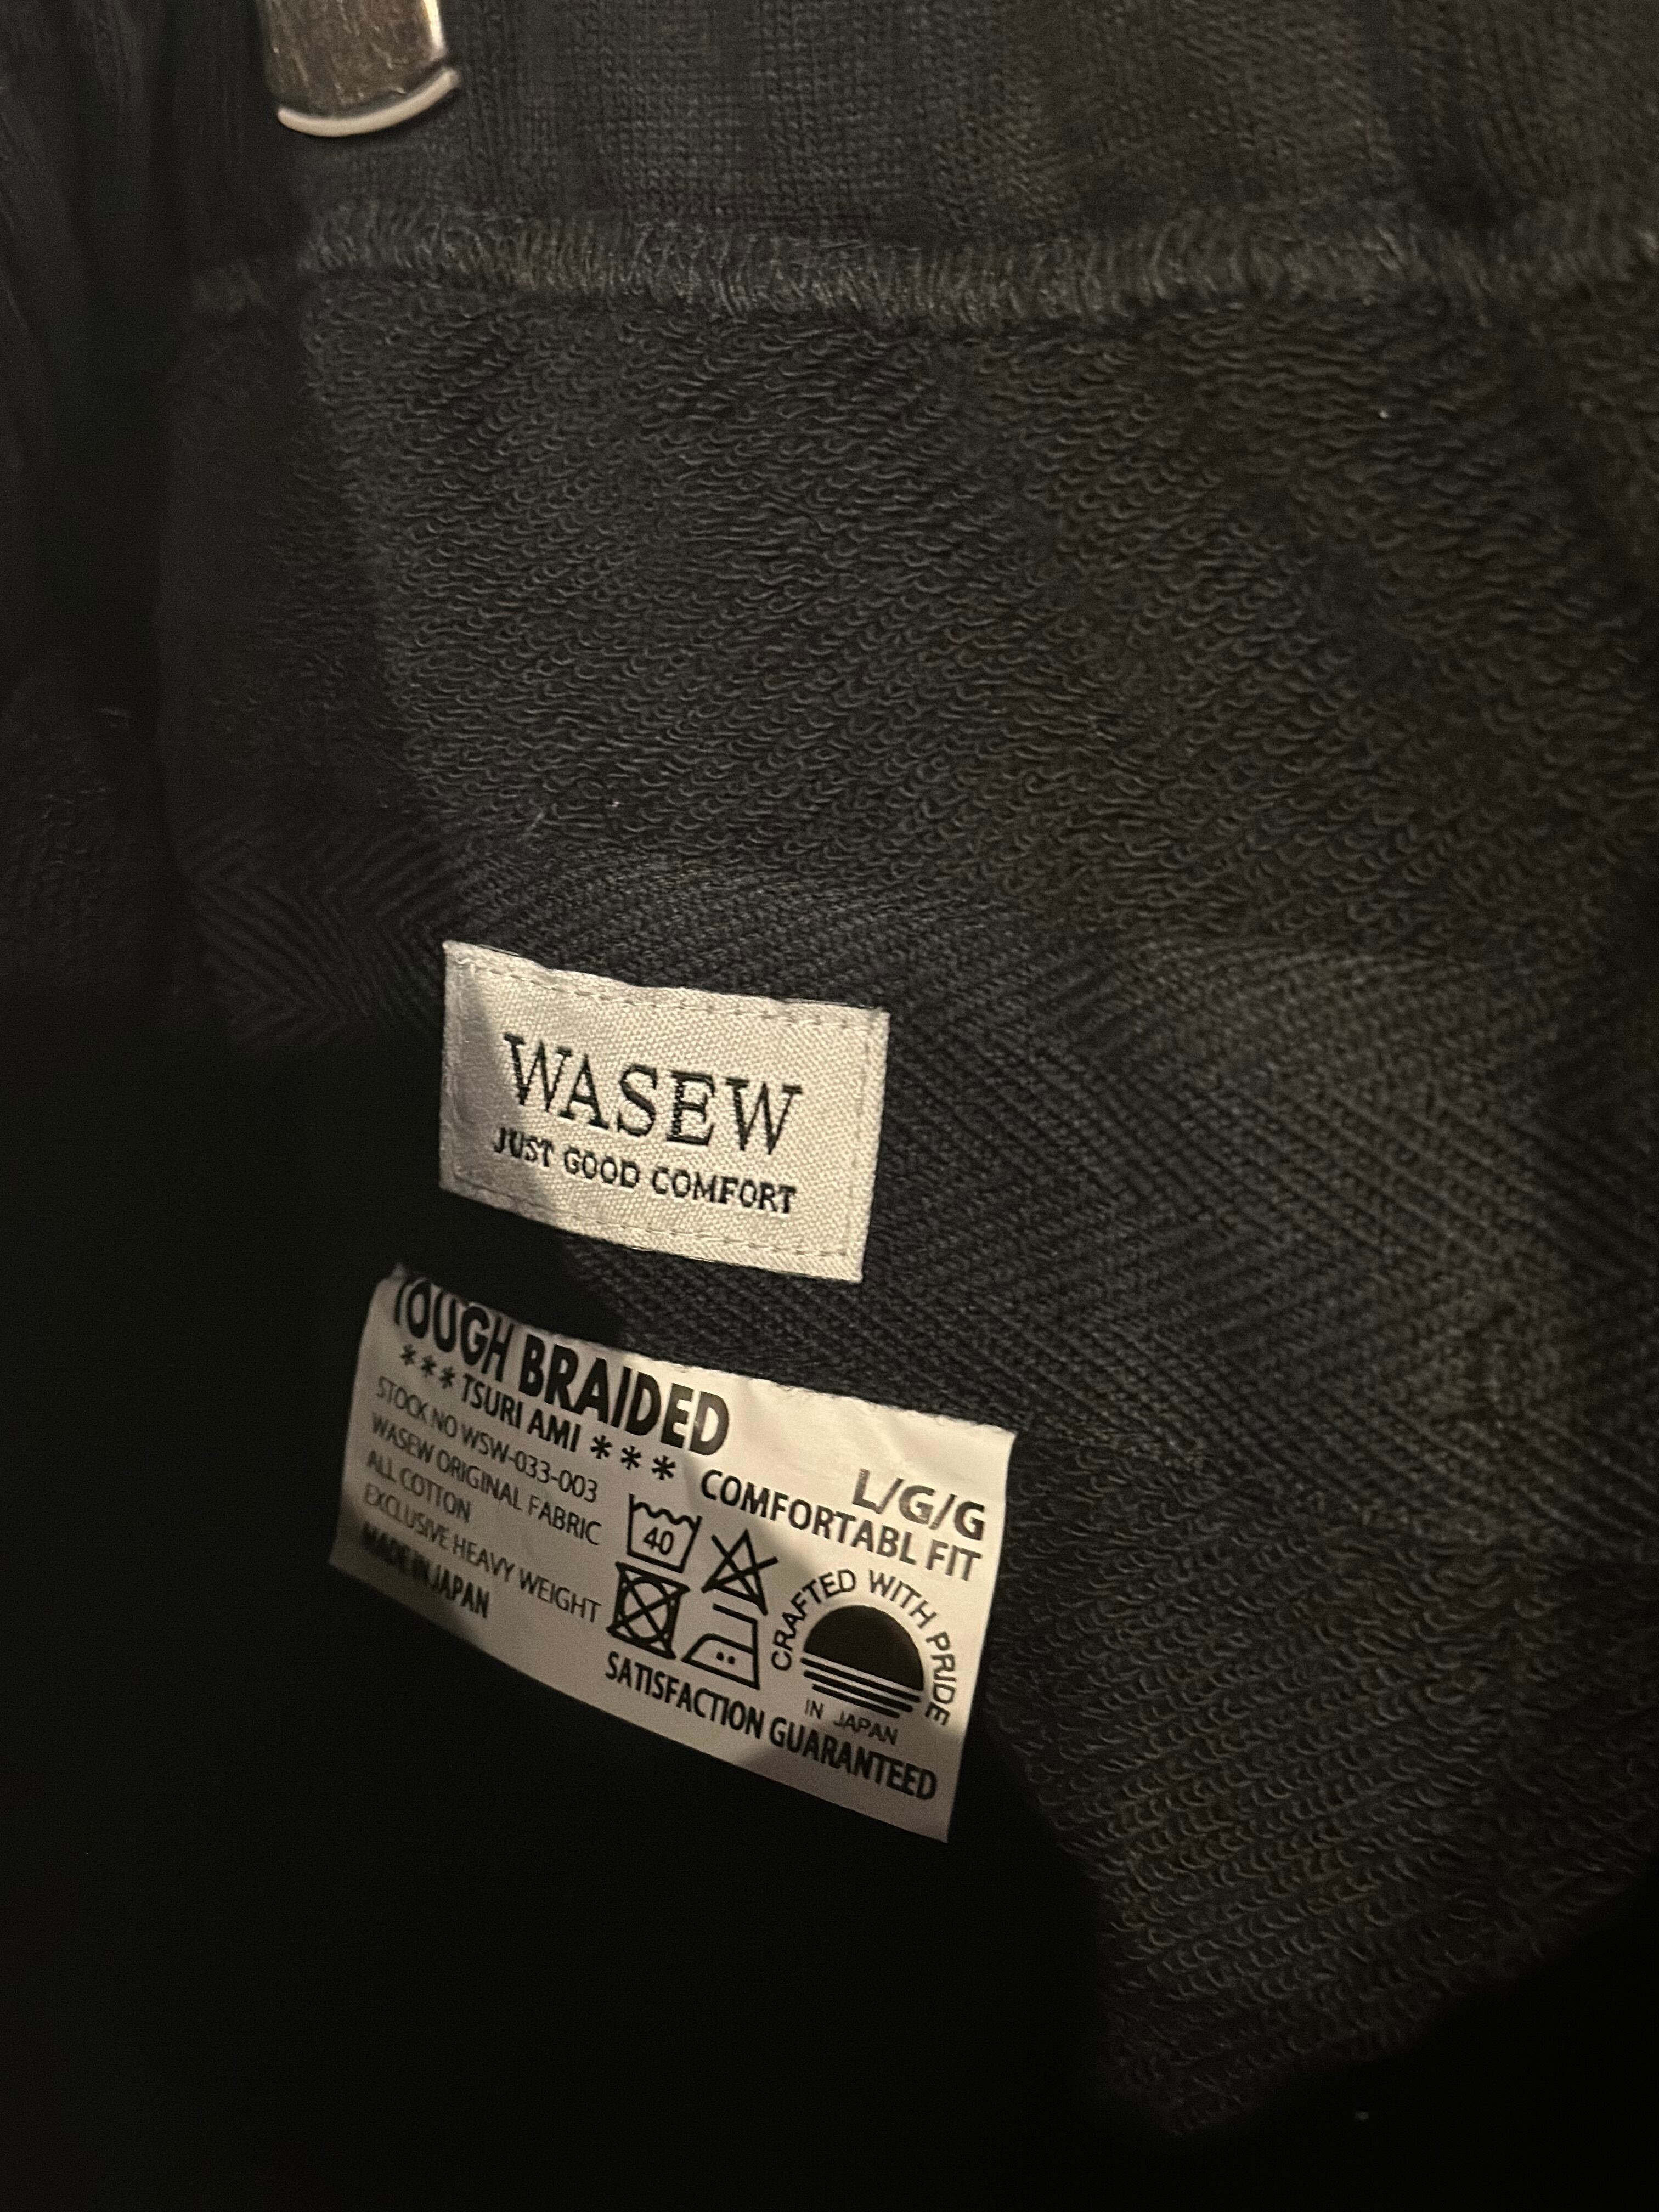 WASEW
JUST GOOD COMFORT
TOUGH BRAIDED
***TSURI AMI***
STOCK NO WSW-033-003
WASEW ORIGINAL FABRIC
ALL COTTON
EXCLUSIVE HEAVY WEIGHT
MADE IN JAPAN
L/G/G
COMFORTABL FIT
40
CRAFTED WITH PRIDE
IN JAPAN
SATISFACTION GUARANTEED